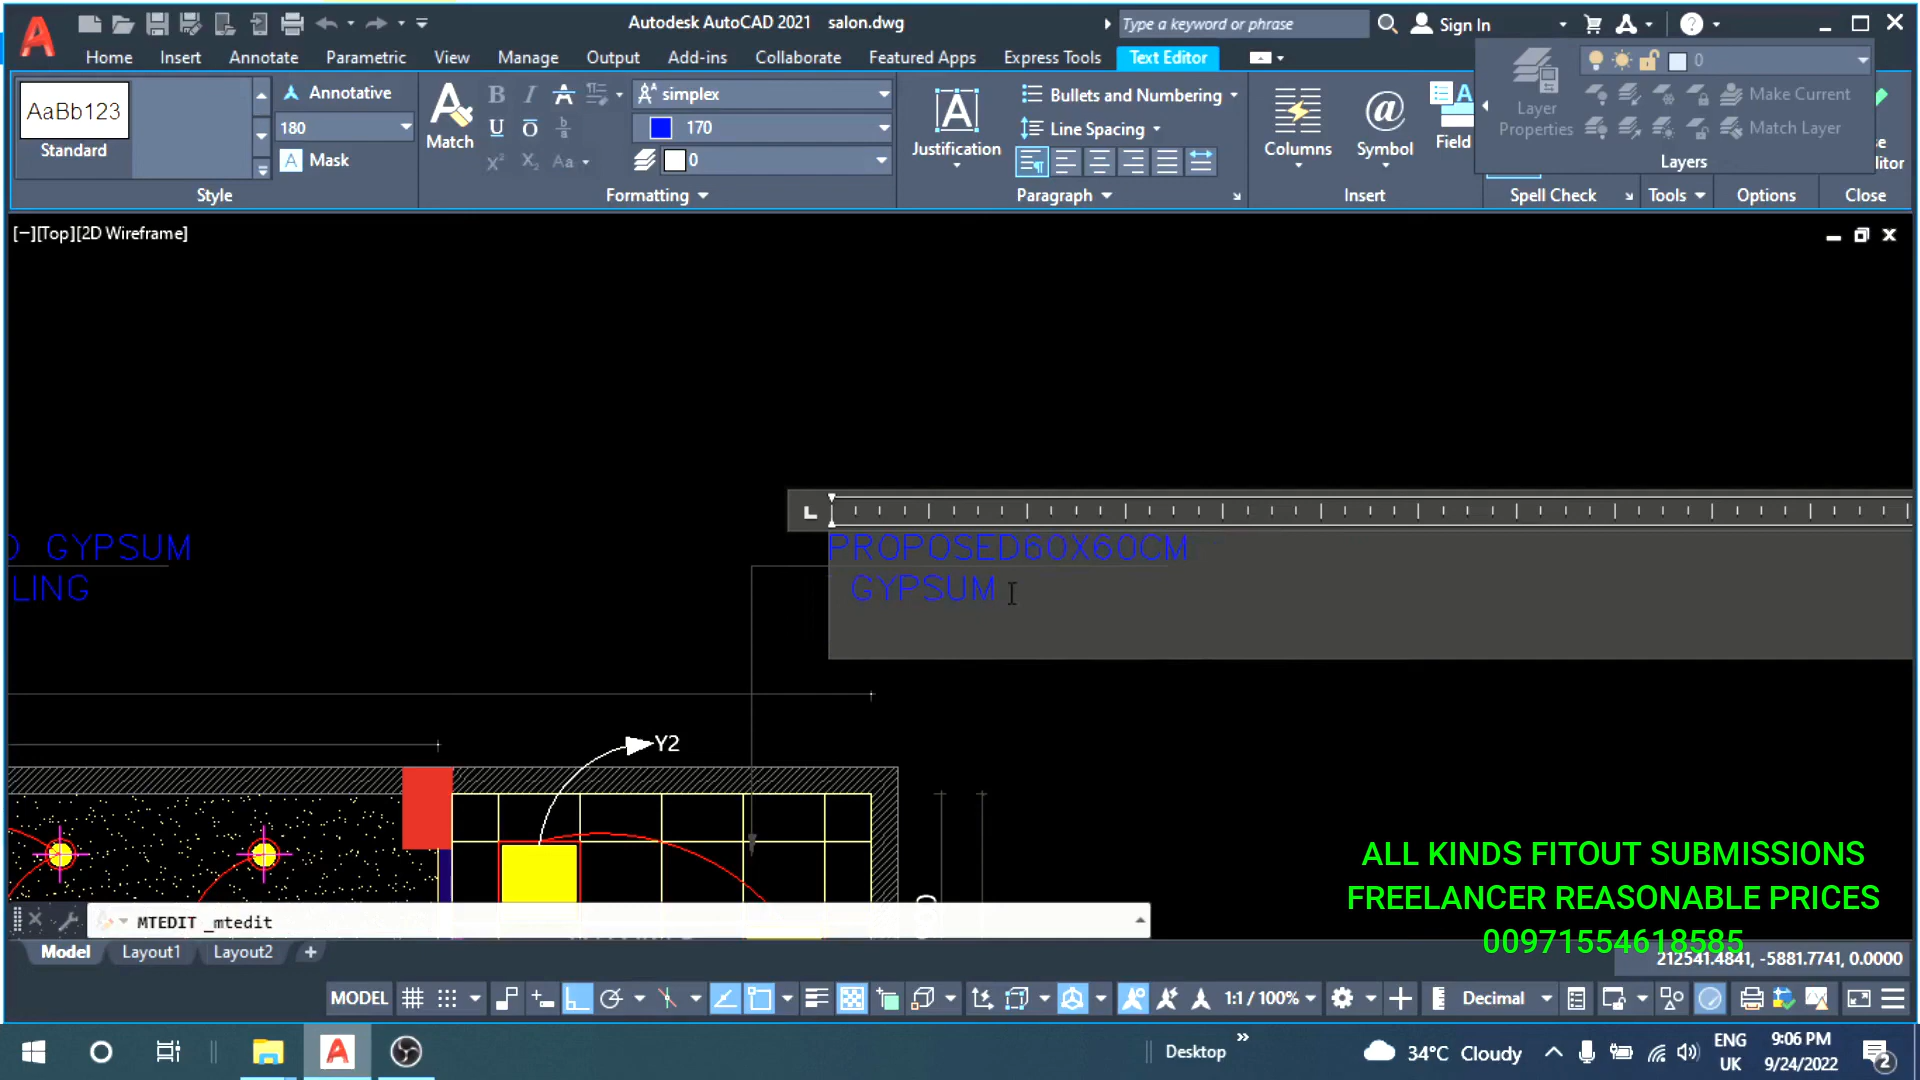 Autodesk AutoCAD 2021 salon.dwg
Type a keyword or phrase
Sign In
Home Insert Annotate Parametric View Manage Output Add-ins Collaborate Featured Apps Express Tools Text Editor
AaBb123
Standard
Annotative
180
Mask
Style
Match
simplex
170
0
Formatting
Justification
Bullets and Numbering
Line Spacing
Paragraph
Columns
Symbol
Field
Insert
0
Layer
Properties
Make Current
Match Layer
Layers
Spell Check
Tools
Options
Close
[−][Top][2D Wireframe]
GYPSUM
LING
PROPOSED60X60CM
GYPSUM
Y2
ALL KINDS FITOUT SUBMISSIONS
FREELANCER REASONABLE PRICES
00971554618585
MTEDIT _mtedit
Model Layout1 Layout2 +
212541.4841, -5881.7741, 0.0000
MODEL
1:1 / 100%
Decimal
Desktop
34°C Cloudy
ENG
UK
9:06 PM
9/24/2022
2